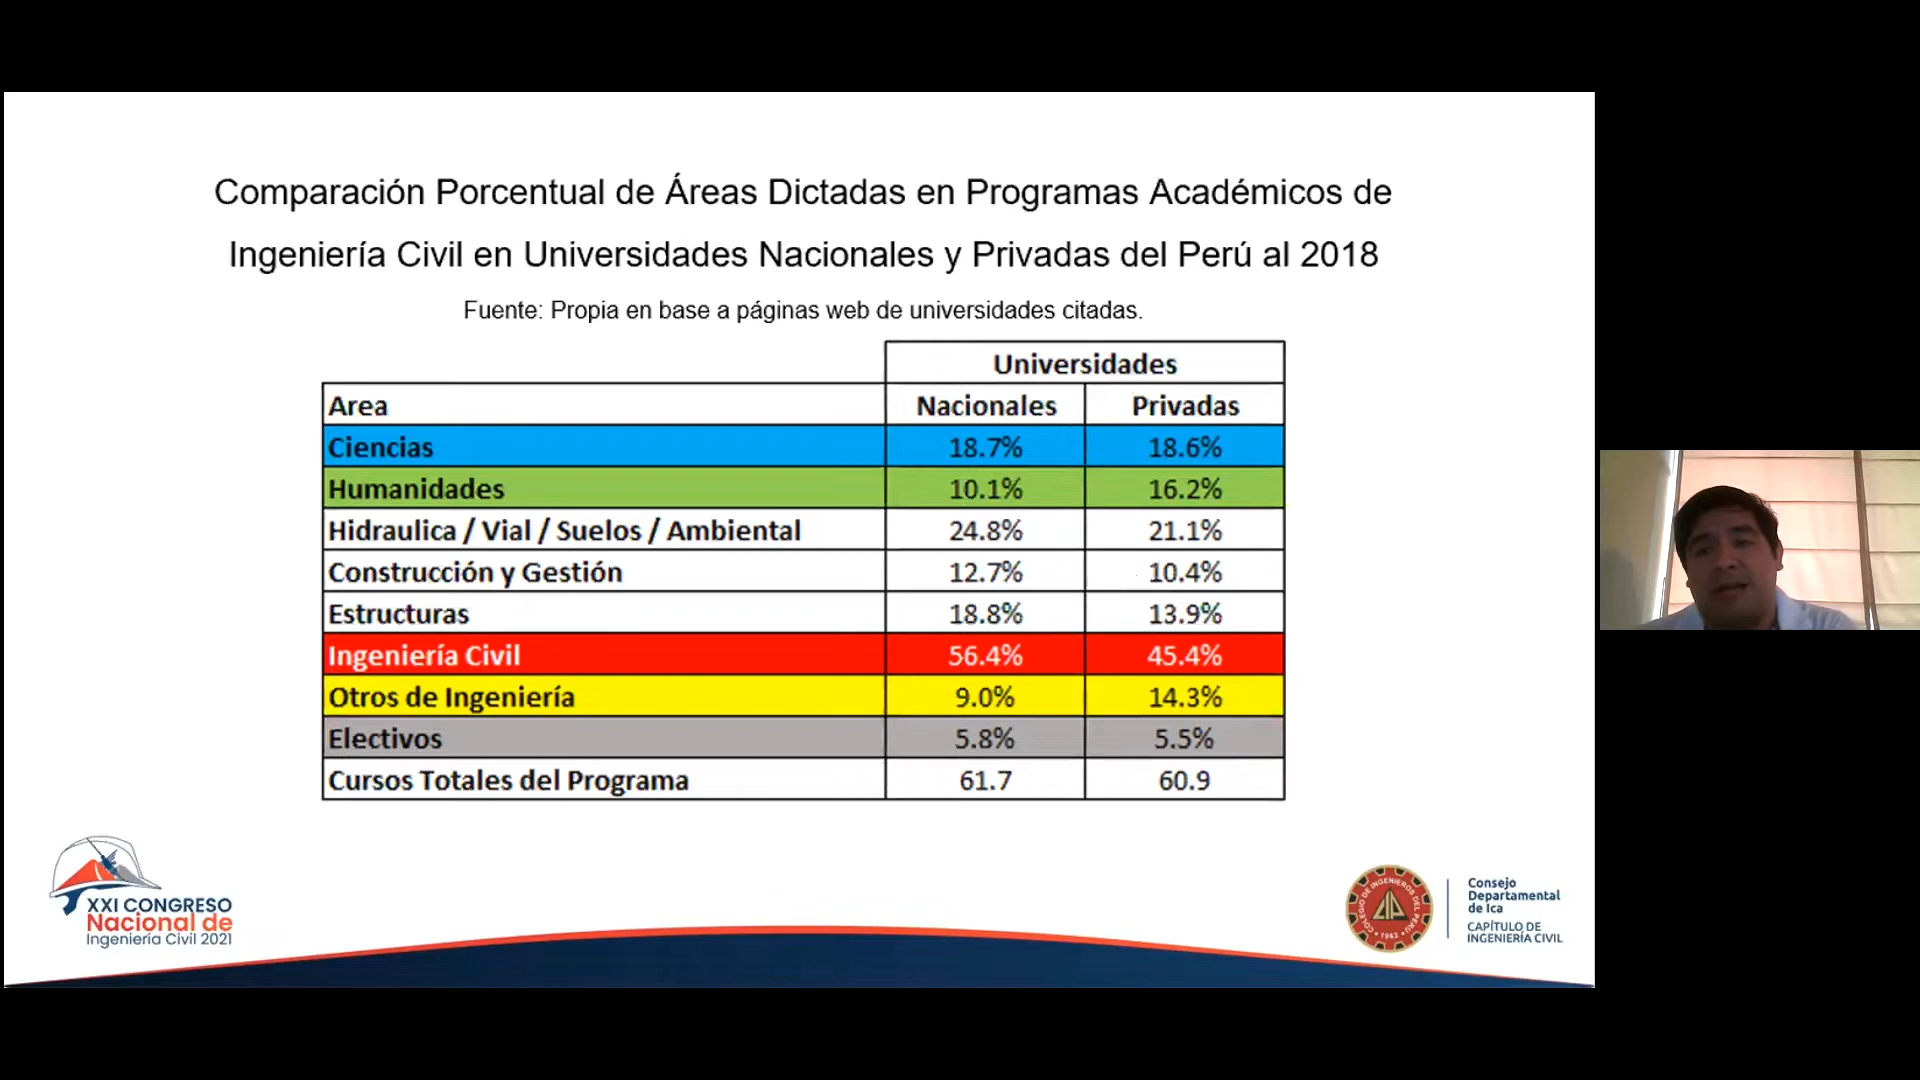 Comparación Porcentual de Áreas Dictadas en Programas Académicos de
Ingeniería Civil en Universidades Nacionales y Privadas del Perú al 2018
Fuente: Propia en base a páginas web de universidades citadas.
Universidades
Area Nacionales Privadas
Ciencias 18.7% 18.6%
Humanidades 10.1% 16.2%
Hidraulica / Vial / Suelos / Ambiental 24.8% 21.1%
Construcción y Gestión 12.7% 10.4%
Estructuras 18.8% 13.9%
Ingeniería Civil 56.4% 45.4%
Otros de Ingeniería 9.0% 14.3%
Electivos 5.8% 5.5%
Cursos Totales del Programa 61.7 60.9
XXI CONGRESO
Nacional de
Ingeniería Civil 2021
COLEGIO DE INGENIEROS DEL PERU
1962
Consejo
Departamental
de Ica
CAPÍTULO DE
INGENIERÍA CIVIL